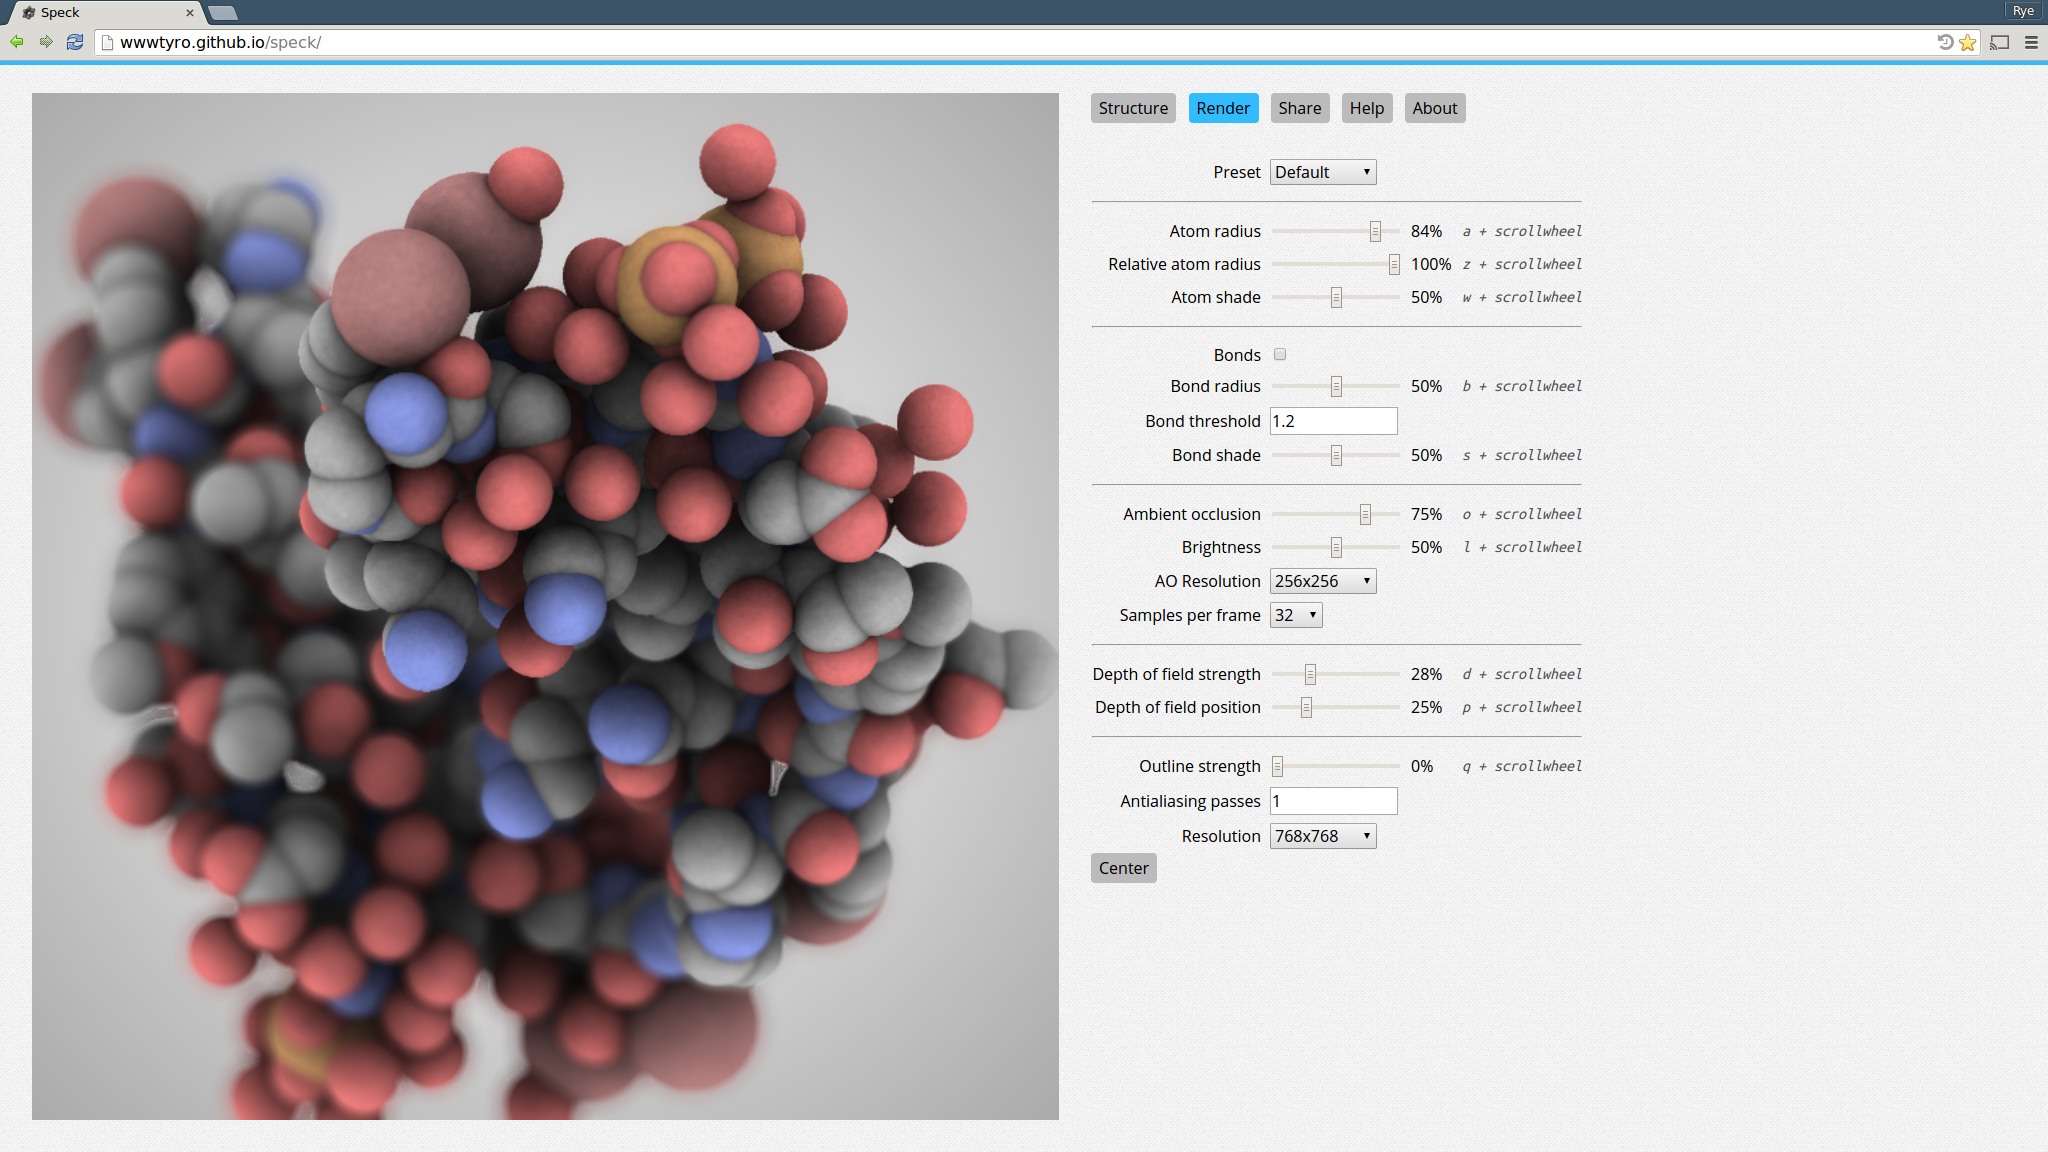 Speck
Rye
wwwtyro.github.io/speck/
Structure Render Share Help About
Preset Default
Atom radius 84% a + scrollwheel
Relative atom radius 100% z + scrollwheel
Atom shade 50% w + scrollwheel
Bonds
Bond radius 50% b + scrollwheel
Bond threshold 1.2
Bond shade 50% s + scrollwheel
Ambient occlusion 75% o + scrollwheel
Brightness 50% l + scrollwheel
AO Resolution 256x256
Samples per frame 32
Depth of field strength 28% d + scrollwheel
Depth of field position 25% p + scrollwheel
Outline strength 0% q + scrollwheel
Antialiasing passes 1
Resolution 768x768
Center